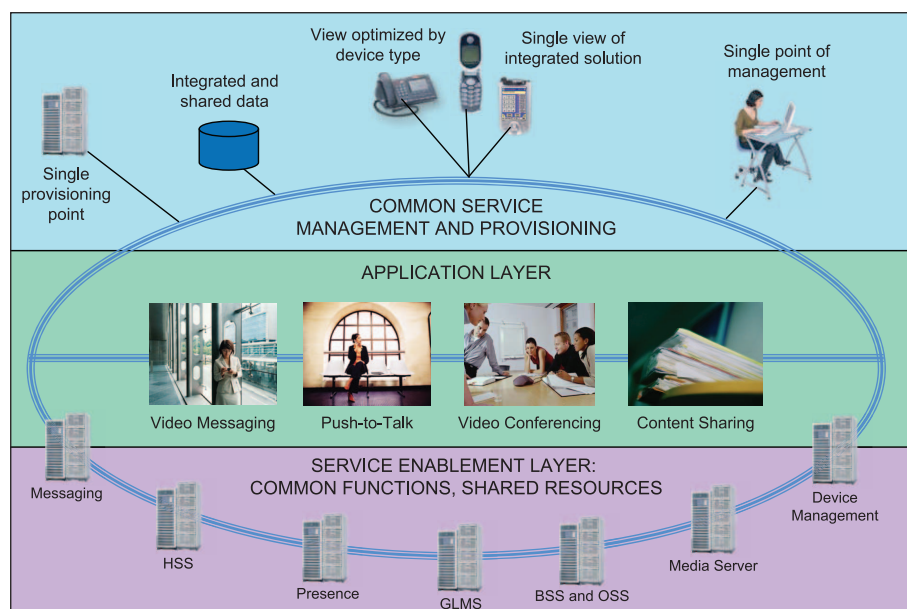 View optimized by
device type
Single view of
integrated solution
Single point of
management
Integrated and
shared data
Single
provisioning
point
COMMON SERVICE
MANAGEMENT AND PROVISIONING
APPLICATION LAYER
Video Messaging
Push-to-Talk
Video Conferencing
Content Sharing
SERVICE ENABLEMENT LAYER:
COMMON FUNCTIONS, SHARED RESOURCES
Messaging
HSS
Presence
GLMS
BSS and OSS
Media Server
Device
Management